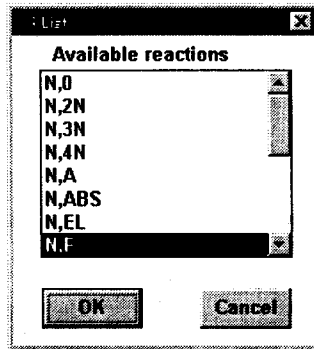 List
Available reactions
N,0
N,2N
N,3N
N,4N
N,A
N,ABS
N,EL
N,F
OK
Cancel